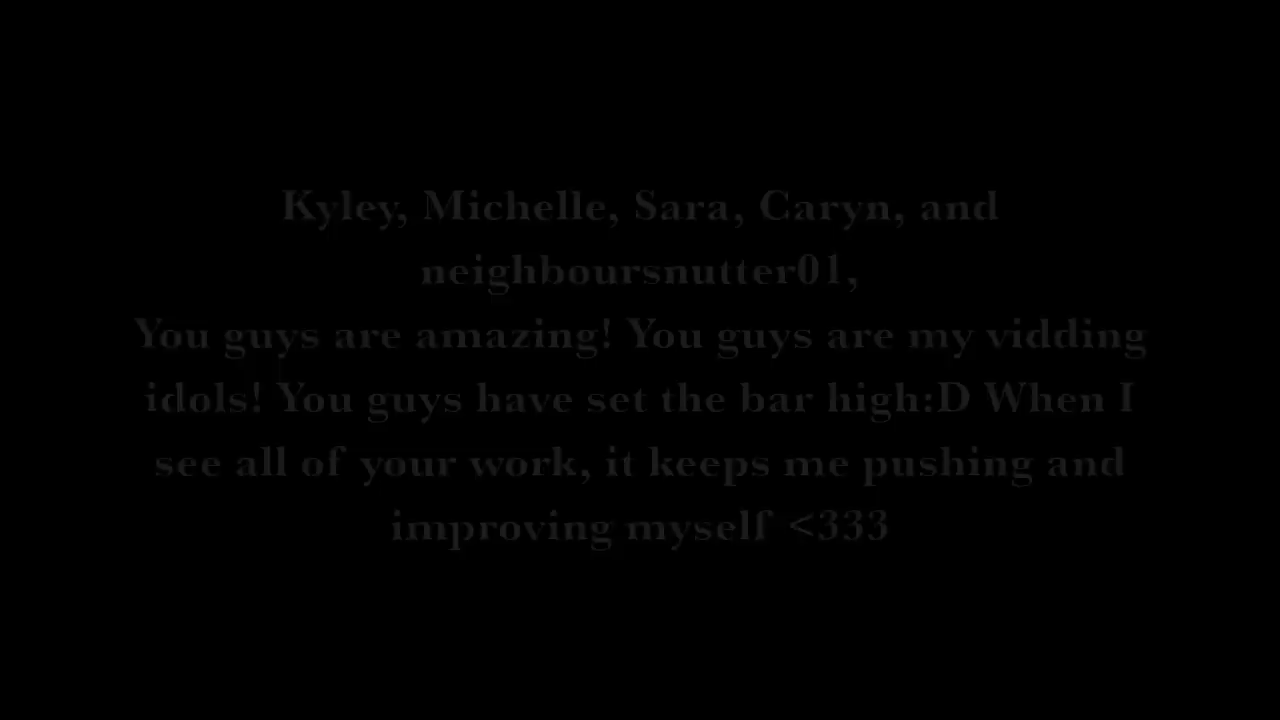 Kyley, Michelle, Sara, Caryn, and
neighboursnutter01,
You guys are amazing! You guys are my vidding
idols! You guys have set the bar high:D When I
see all of your work, it keeps me pushing and
improving myself <333